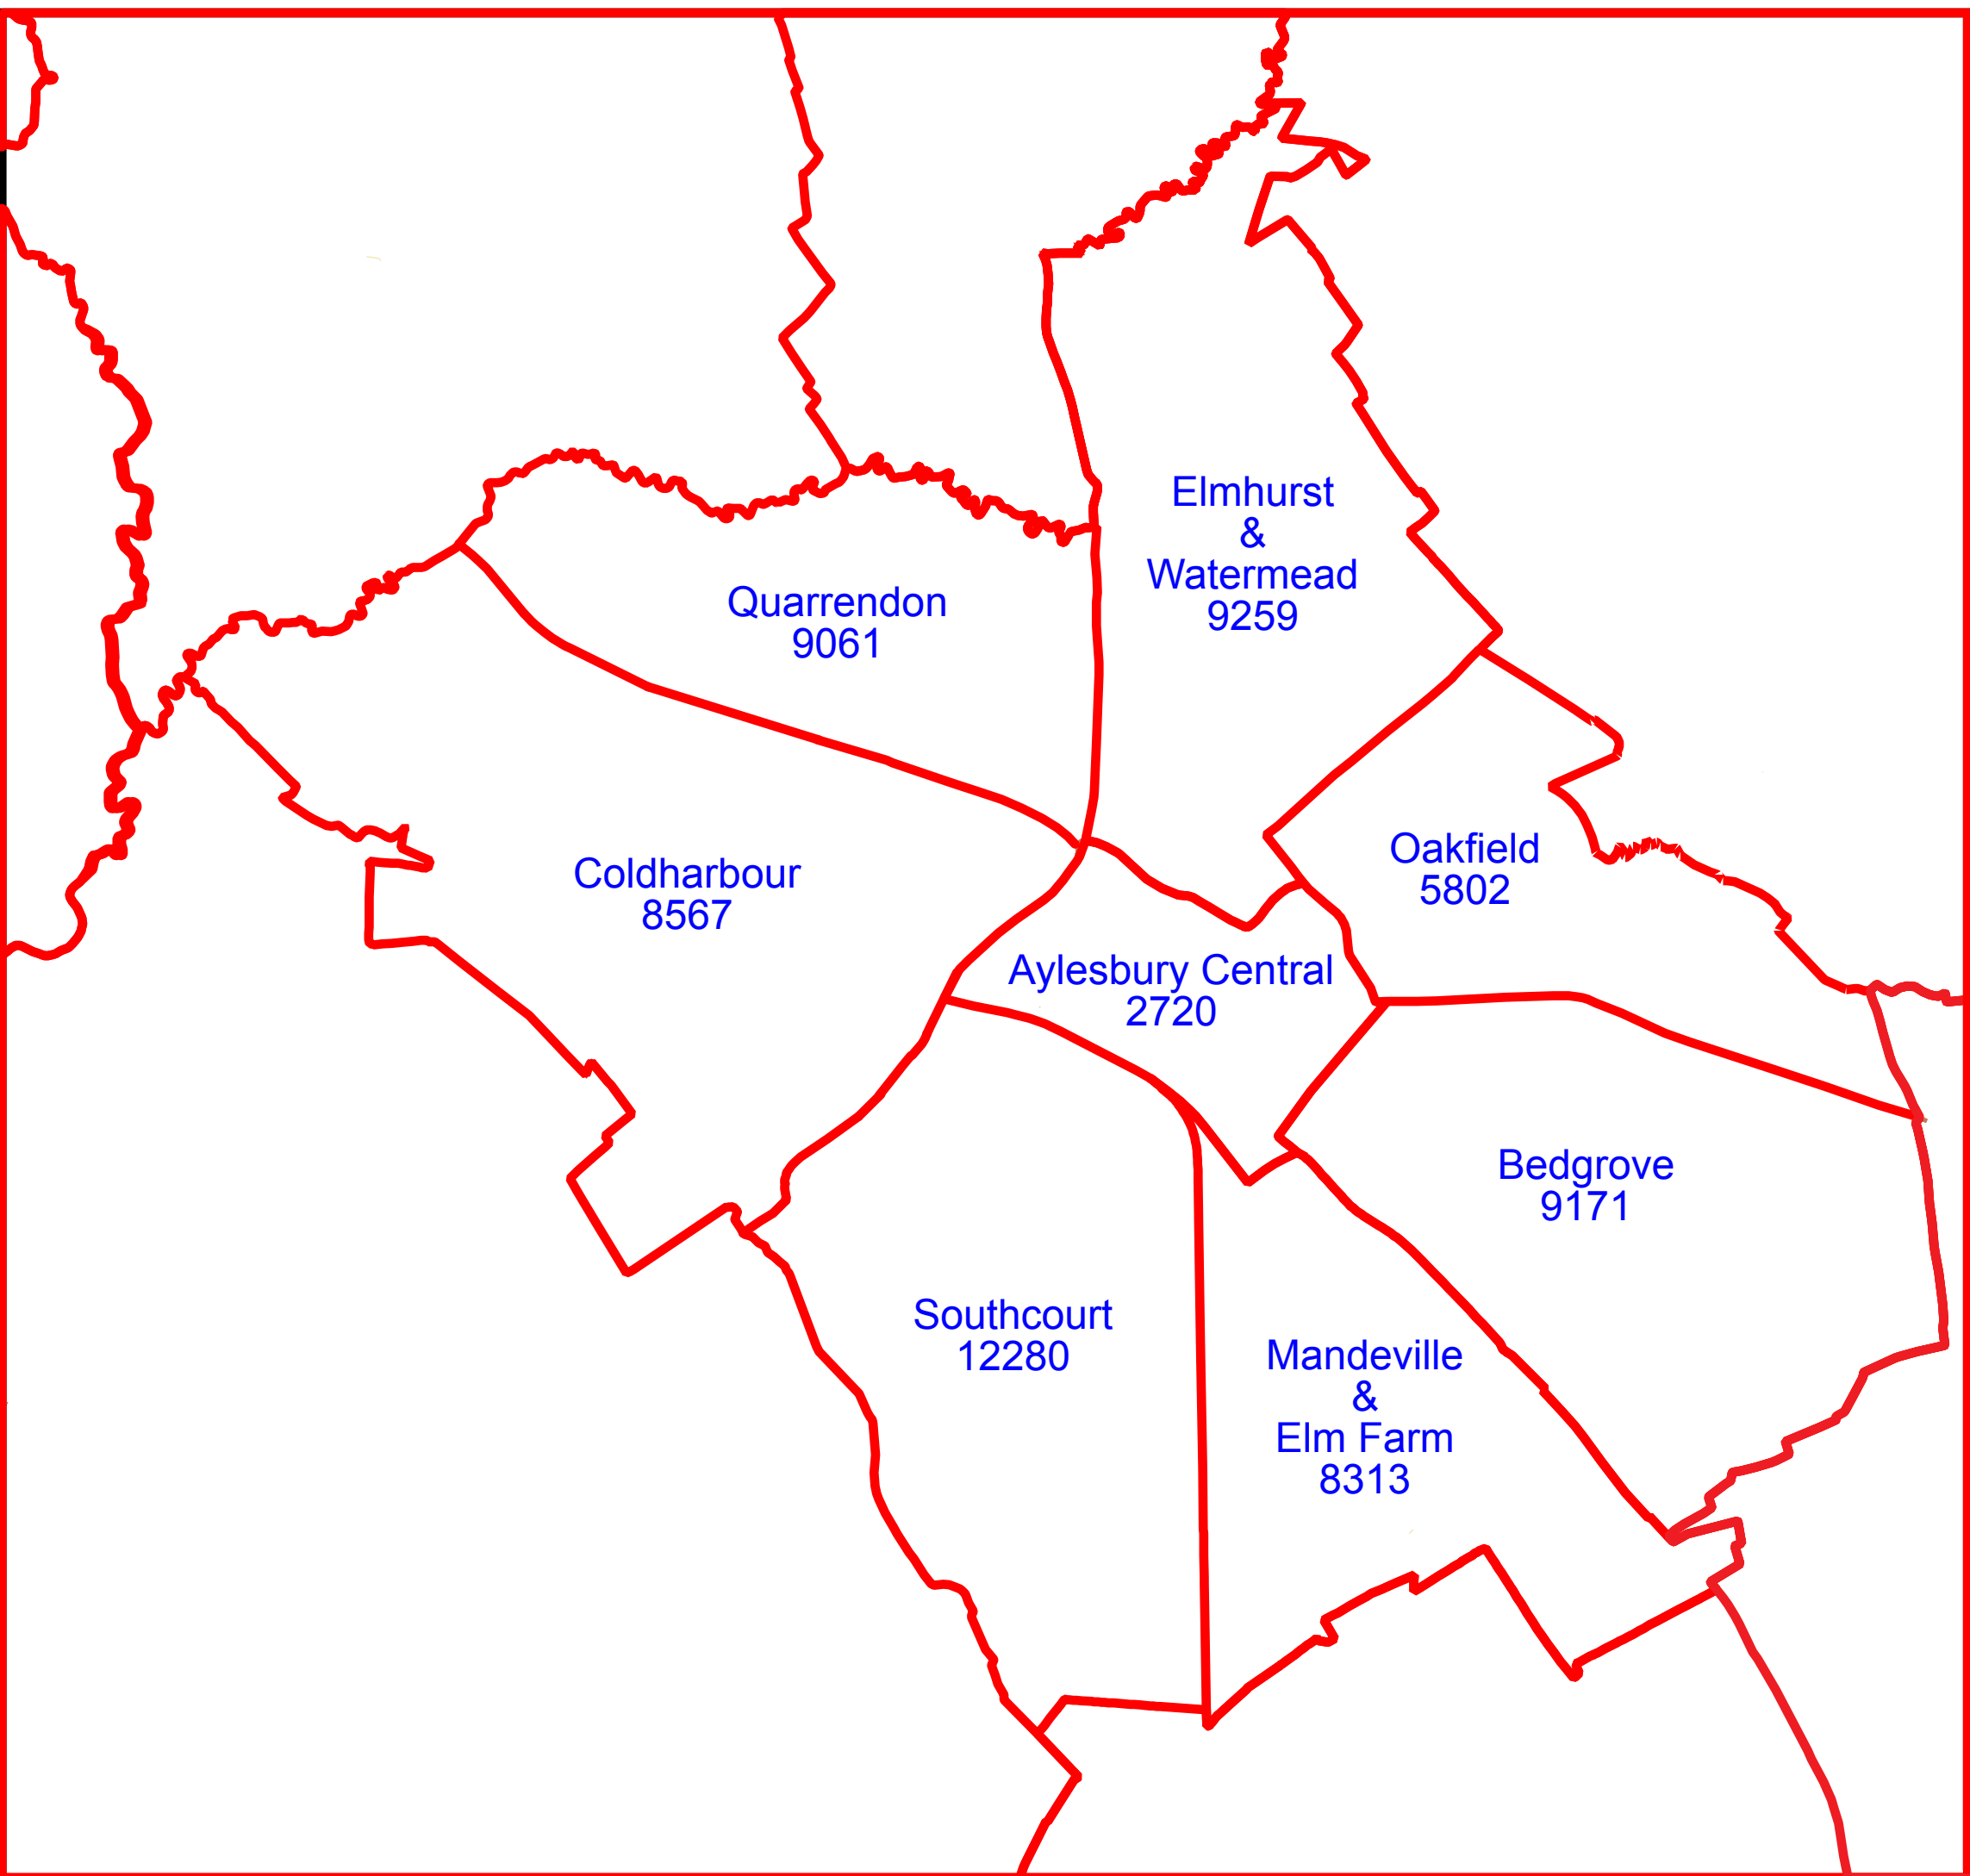 Elmhurst
&
Watermead
9259
Quarrendon
9061
Oakfield
5802
Coldharbour
8567
Aylesbury Central
2720
Bedgrove
9171
Southcourt
12280
Mandeville
&
Elm Farm
8313